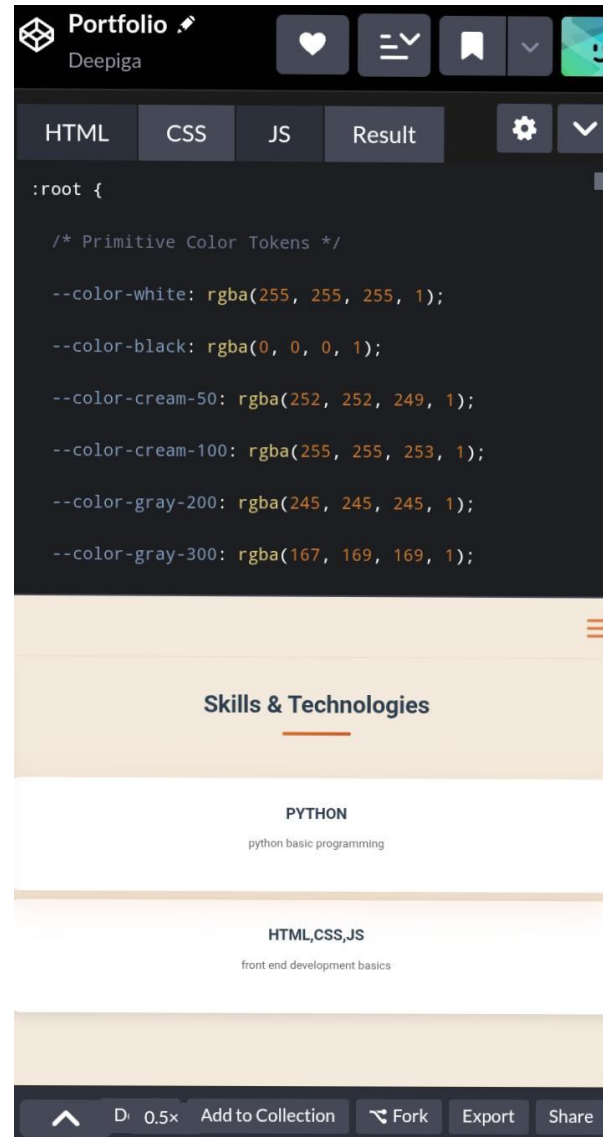 Portfolio
Deepiga
HTML CSS JS Result
:root {
/* Primitive Color Tokens */
--color-white: rgba(255, 255, 255, 1);
--color-black: rgba(0, 0, 0, 1);
--color-cream-50: rgba(252, 252, 249, 1);
--color-cream-100: rgba(255, 255, 253, 1);
--color-gray-200: rgba(245, 245, 245, 1);
--color-gray-300: rgba(167, 169, 169, 1);
Skills & Technologies
PYTHON
python basic programming
HTML,CSS,JS
front end development basics
0.5× Add to Collection Fork Export Share